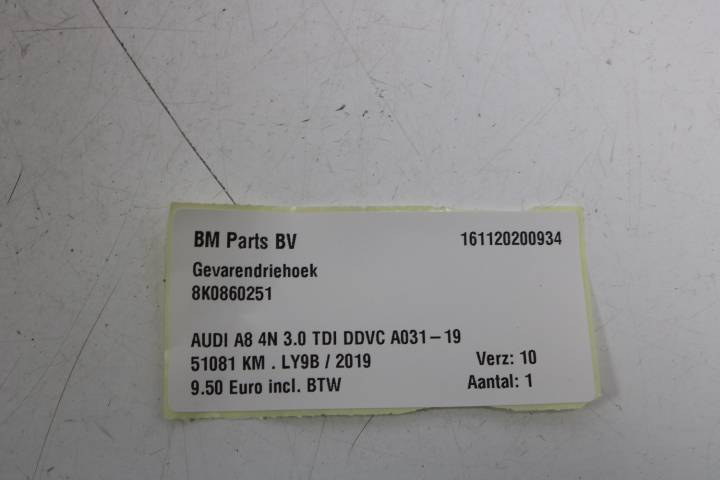 BM Parts BV 161120200934
Gevarendriehoek
8K0860251
AUDI A8 4N 3.0 TDI DDVC A031-19
51081 KM . LY9B / 2019 Verz: 10
9.50 Euro incl. BTW Aantal: 1